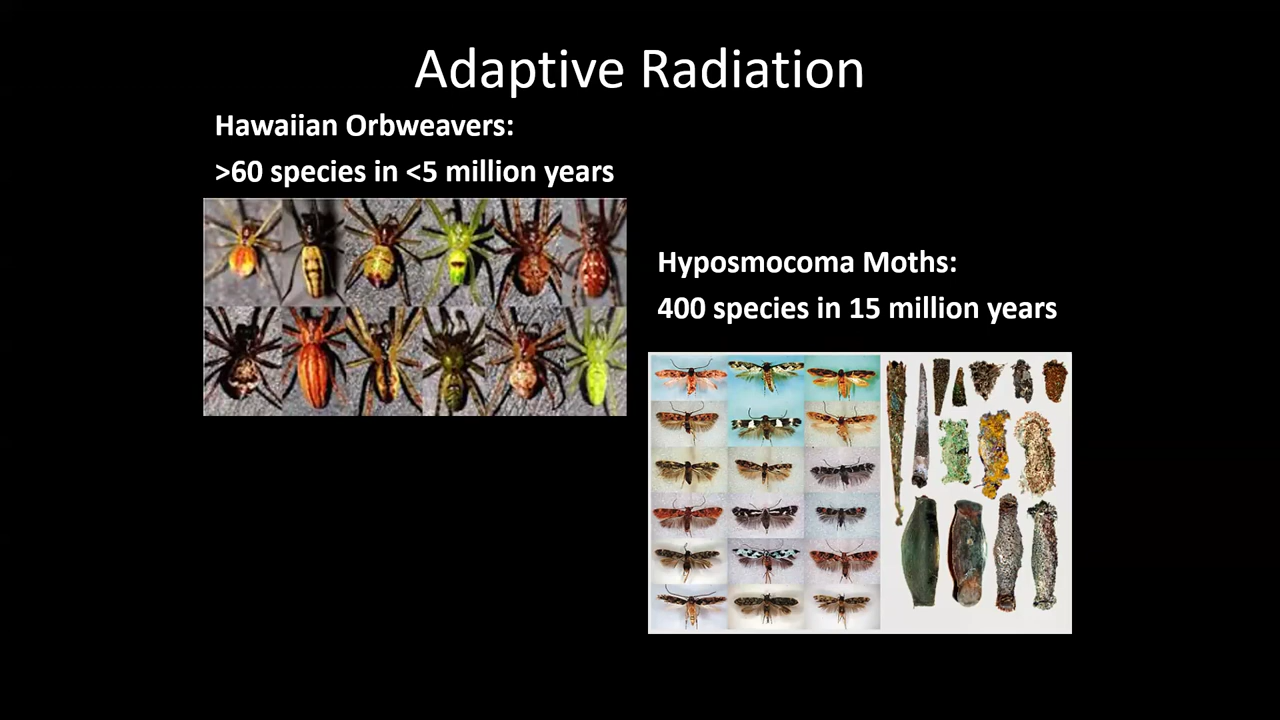 Adaptive Radiation
Hawaiian Orbweavers:
>60 species in <5 million years
Hyposmocoma Moths:
400 species in 15 million years